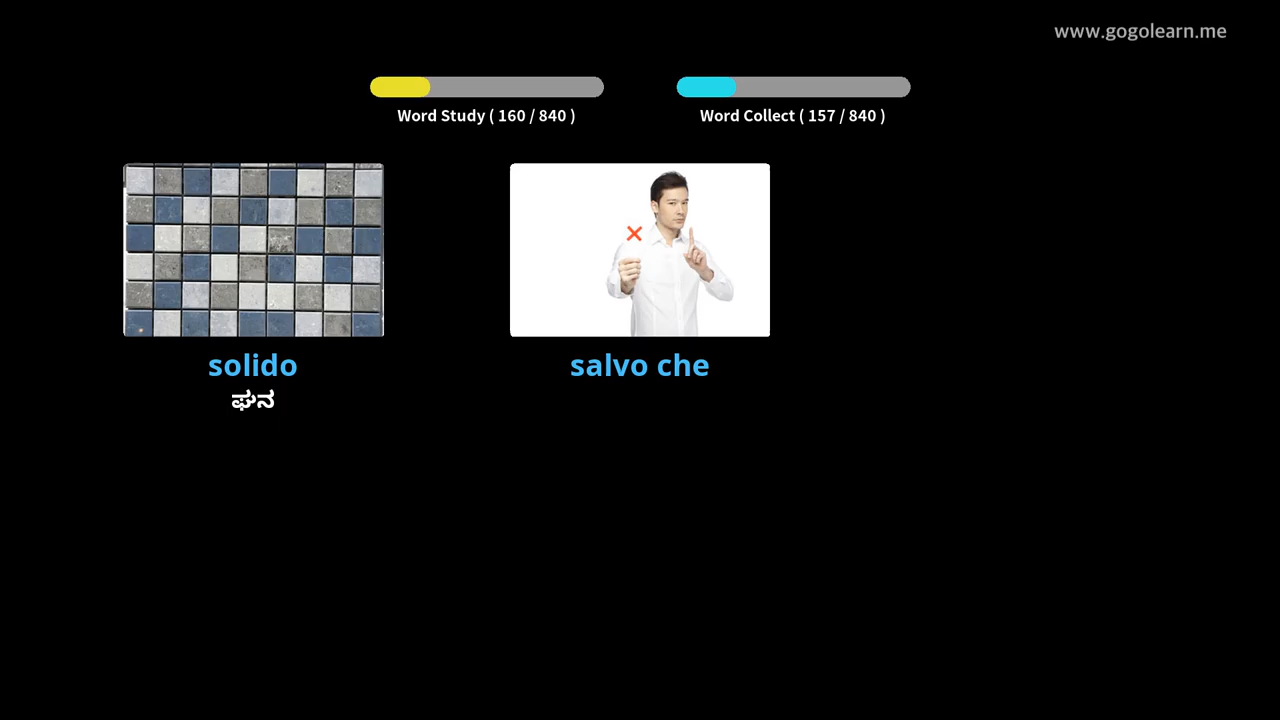 www.gogolearn.me
Word Study ( 160 / 840 )
Word Collect ( 157 / 840 )
solido
ಘನ
salvo che